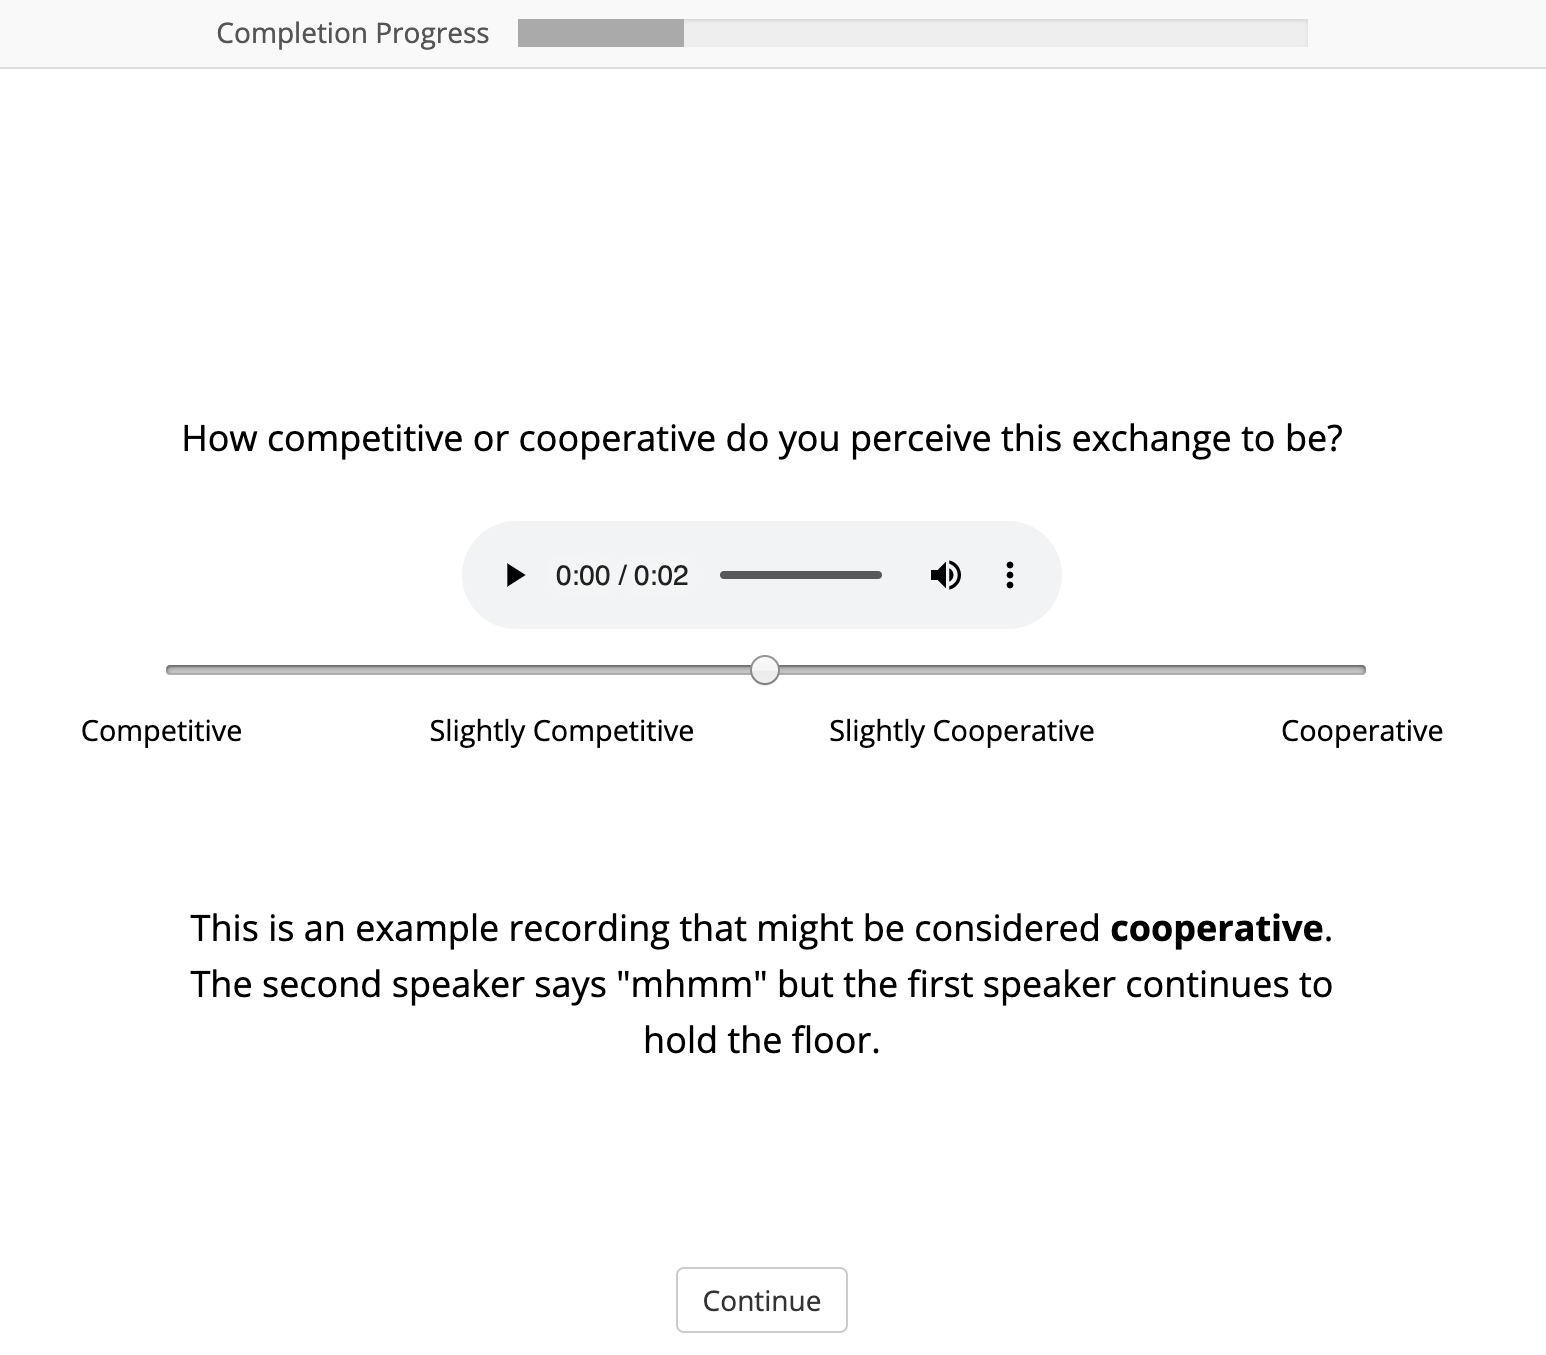 Completion Progress
How competitive or cooperative do you perceive this exchange to be?
0:00 / 0:02
Competitive
Slightly Competitive
Slightly Cooperative
Cooperative
This is an example recording that might be considered cooperative.
The second speaker says "mhmm" but the first speaker continues to
hold the floor.
Continue